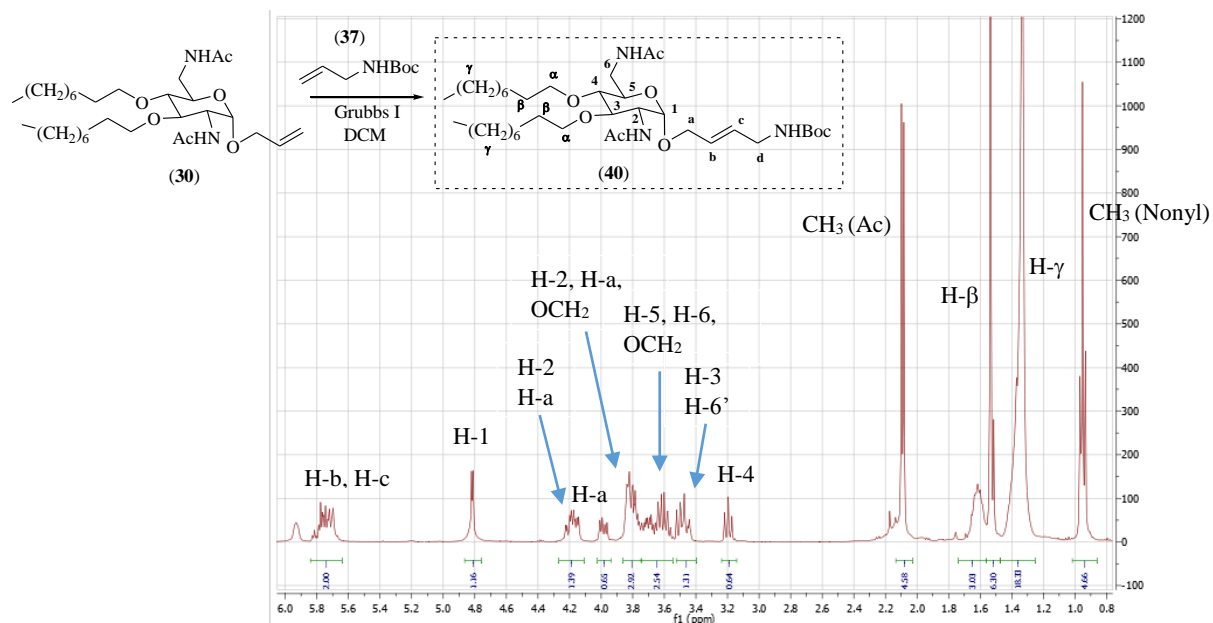 (37)
NHBoc
Grubbs I
DCM
NHAc
(CH2)6
(CH2)6
O
O
O
AcHN
O
(30)
NHAc
6
γ
(CH2)6
α
β
4
O
5
O
1
β
3
O
2
(CH2)6
γ
α
AcHN
O
a
b
c
d
NHBoc
(40)
CH3 (Ac)
CH3 (Nonyl)
H-γ
H-β
H-2, H-a,
OCH2
H-5, H-6,
OCH2
H-2
H-a
H-3
H-6’
H-1
H-a
H-4
H-b, H-c
1200
1100
1000
900
800
700
600
500
400
300
200
100
0
-100
2.00
1.16
1.39
0.65
2.92
2.54
1.31
0.64
4.58
6.30
18.33
4.66
6.0 5.8 5.6 5.4 5.2 5.0 4.8 4.6 4.4 4.2 4.0 3.8 3.6 3.4 3.2 3.0 2.8 2.6 2.4 2.2 2.0 1.8 1.6 1.4 1.2 1.0 0.8
f1 (ppm)